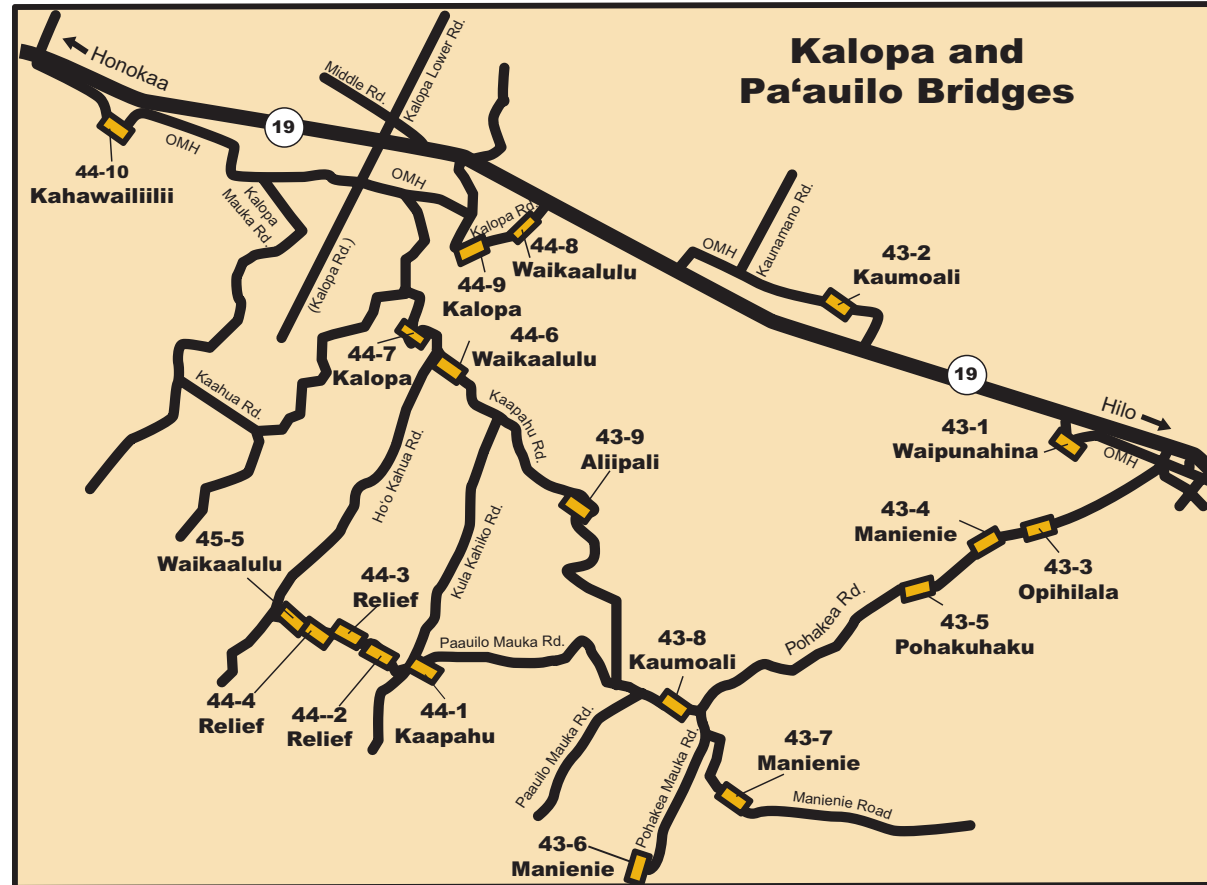 Kalopa and
Pa‘auilo Bridges
Honokaa
Middle Rd.
Kalopa Lower Rd.
19
OMH
44-10
Kahawailiilii
Kalopa
Mauka Rd.
OMH
Kalopa Rd.
44-8
Waikaalulu
(Kalopa Rd.)
44-9
Kalopa
OMH
Kaunamano Rd.
43-2
Kaumoali
44-7
Kalopa
44-6
Waikaalulu
Kaahua Rd.
Kaapahu Rd.
19
Hilo
43-1
Waipunahina
OMH
43-9
Aliipali
Ho‘o Kahua Rd.
Kula Kahiko Rd.
43-4
Manienie
43-3
Opihilala
43-5
Pohakuhaku
45-5
Waikaalulu
44-3
Relief
Pohakea Rd.
Paauilo Mauka Rd.
43-8
Kaumoali
44-4
Relief
44--2
Relief
44-1
Kaapahu
Paauilo Mauka Rd.
Pohakea Mauka Rd.
43-7
Manienie
Manienie Road
43-6
Manienie